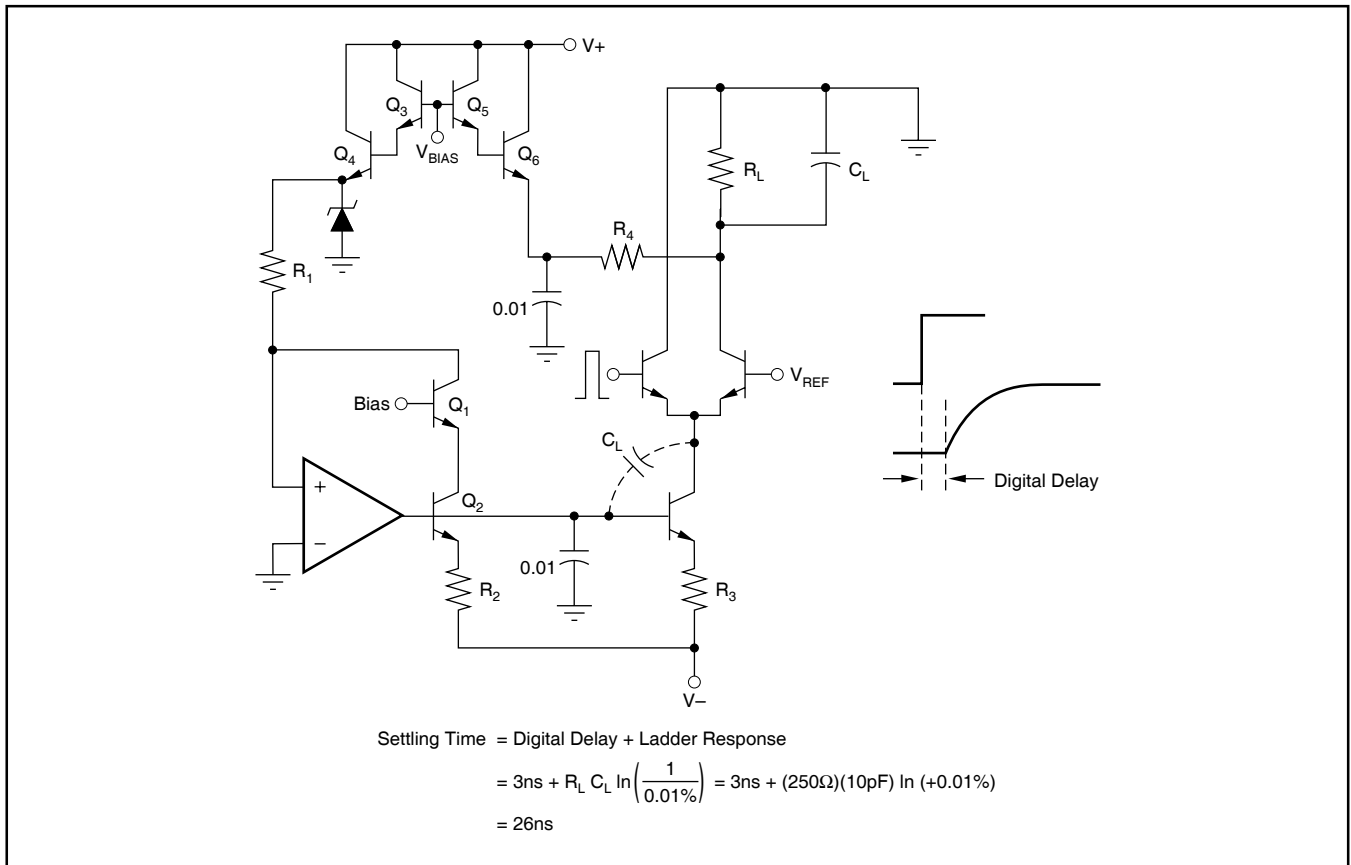 V+
Q3
Q5
Q4
VBIAS
Q6
RL
CL
R4
R1
0.01
Bias
Q1
VREF
CL
Digital Delay
+
–
Q2
0.01
R2
R3
V–
Settling Time = Digital Delay + Ladder Response
= 3ns + RL CL ln(1/0.01%) = 3ns + (250Ω)(10pF) ln (+0.01%)
= 26ns